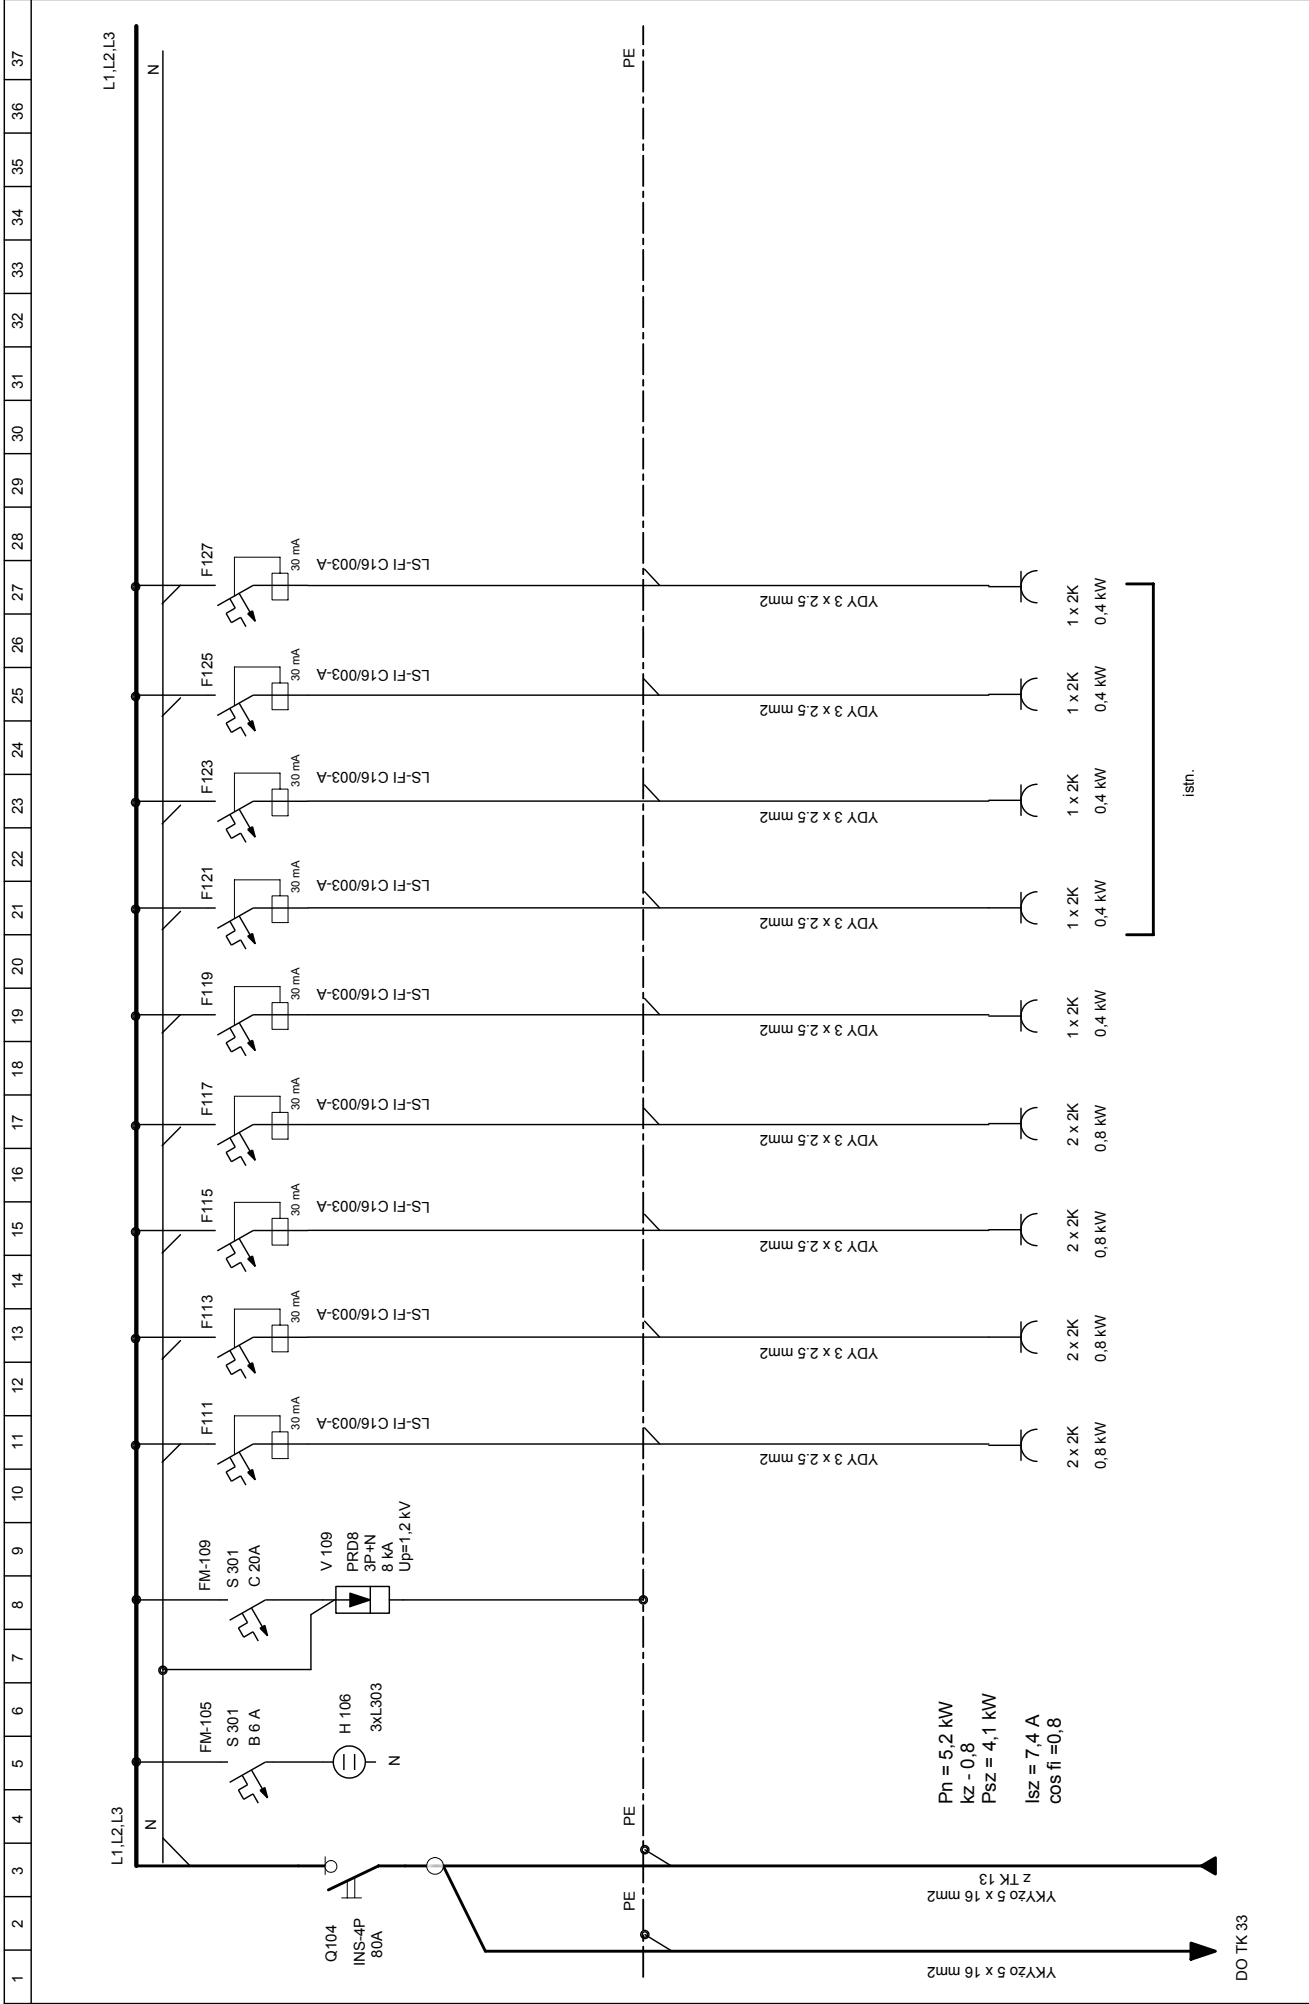 1
2
3
4
5
6
7
8
9
10
11
12
13
14
15
16
17
18
19
20
21
22
23
24
25
26
27
28
29
30
31
32
33
34
35
36
37
L1,L2,L3
N
L1,L2,L3
N
Q104
INS-4P
80A
FM-105
S 301
B 6 A
H 106
3xL303
N
FM-109
S 301
C 20A
V 109
PRD8
3P+N
8 kA
Up=1,2 kV
F111
30 mA
LS-FI C16/003-A
F113
30 mA
LS-FI C16/003-A
F115
30 mA
LS-FI C16/003-A
F117
30 mA
LS-FI C16/003-A
F119
30 mA
LS-FI C16/003-A
F121
30 mA
LS-FI C16/003-A
F123
30 mA
LS-FI C16/003-A
F125
30 mA
LS-FI C16/003-A
F127
30 mA
LS-FI C16/003-A
PE
PE
PE
YDY 3 x 2.5 mm2
YDY 3 x 2.5 mm2
YDY 3 x 2.5 mm2
YDY 3 x 2.5 mm2
YDY 3 x 2.5 mm2
YDY 3 x 2.5 mm2
YDY 3 x 2.5 mm2
YDY 3 x 2.5 mm2
YDY 3 x 2.5 mm2
YKYżo 5 x 16 mm2
YKYżo 5 x 16 mm2
z TK 13
Pn = 5,2 kW
kz - 0,8
Psz = 4,1 kW
Isz = 7,4 A
cos fi =0,8
2 x 2K
0,8 kW
2 x 2K
0,8 kW
2 x 2K
0,8 kW
2 x 2K
0,8 kW
1 x 2K
0,4 kW
1 x 2K
0,4 kW
1 x 2K
0,4 kW
1 x 2K
0,4 kW
1 x 2K
0,4 kW
istn.
DO TK 33